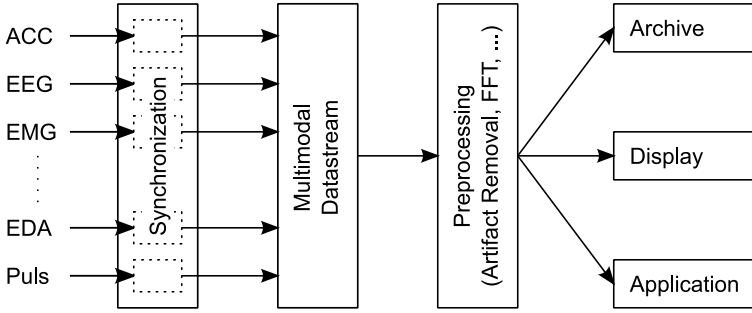 ACC
EEG
EMG
EDA
Puls
Synchronization
Multimodal
Datastream
Preprocessing
(Artifact Removal, FFT, ...)
Archive
Display
Application